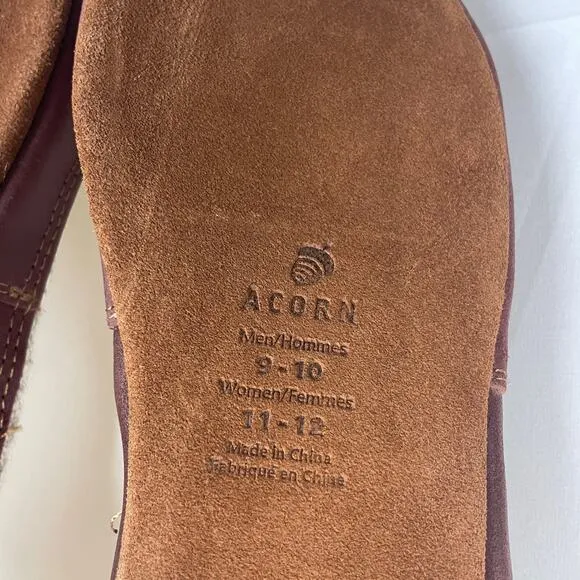 ACORN
Men/Hommes
9-10
Women/Femmes
11-12
Made in China
Fabriqué en Chine